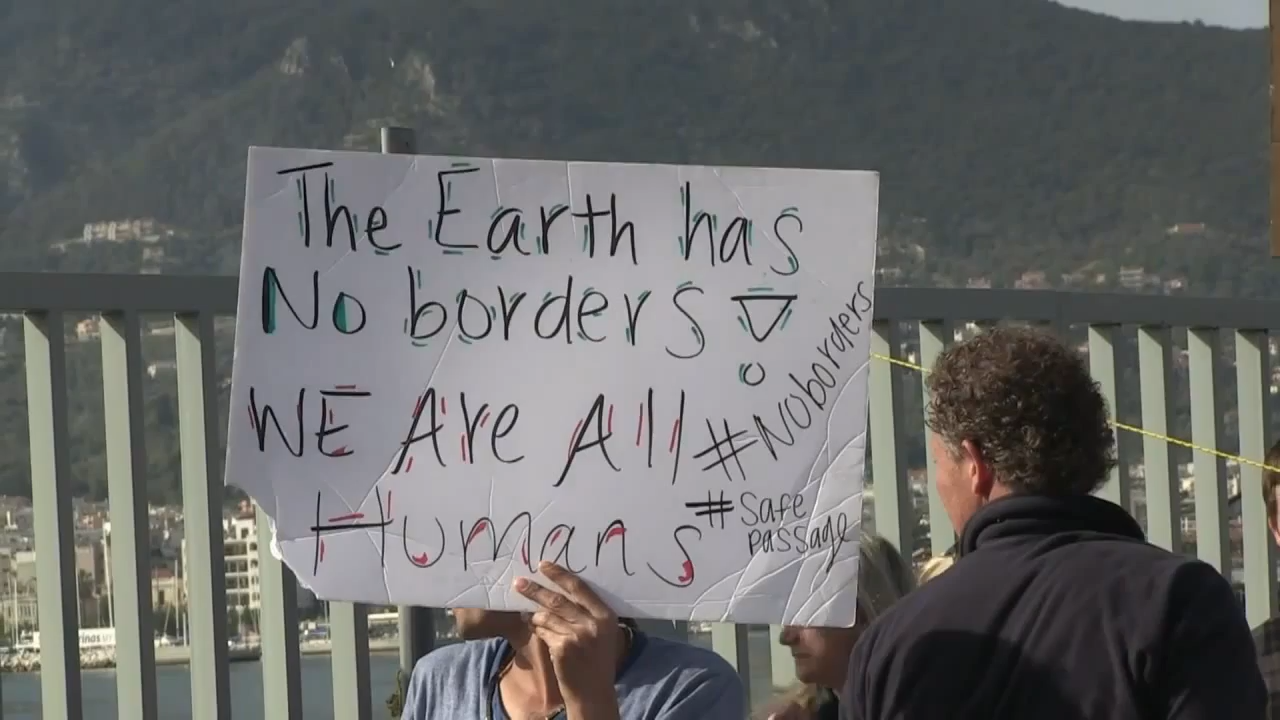 The Earth has
No borders !
WE Are All
Humans
#Noborders
#Safe
passage